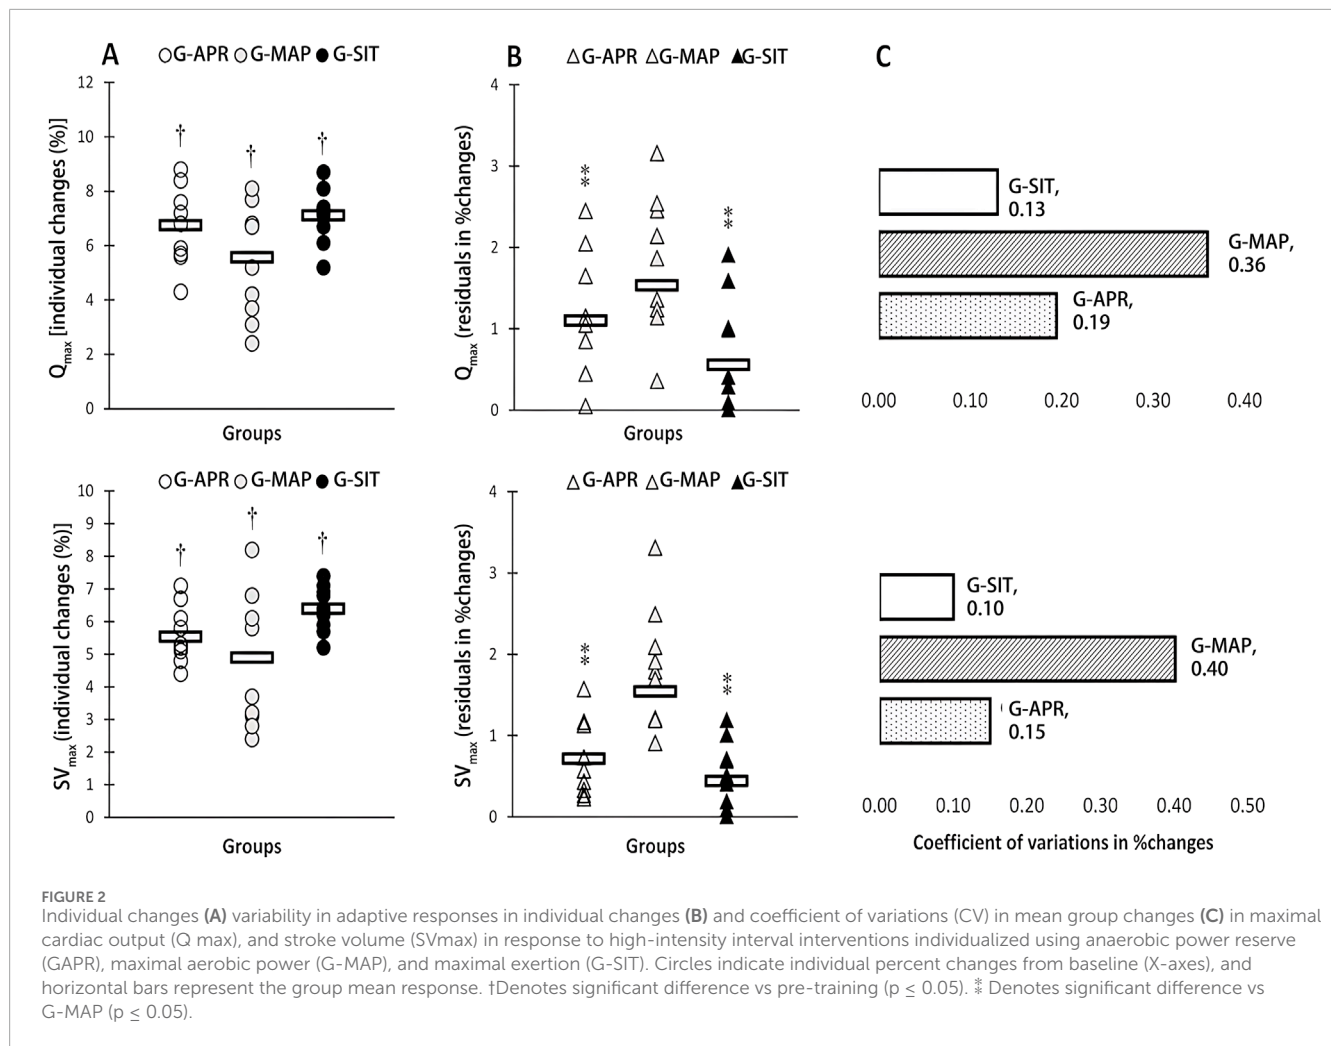 A
G-APR G-MAP G-SIT
12
10
8
6
4
2
0
Qmax [individual changes (%)]
†
†
†
Groups
B
G-APR G-MAP G-SIT
4
3
2
1
0
Qmax (residuals in %changes)
⁑
⁑
Groups
C
G-SIT,
0.13
G-MAP,
0.36
G-APR,
0.19
0.00 0.10 0.20 0.30 0.40
G-APR G-MAP G-SIT
10
9
8
7
6
5
4
3
2
1
0
SVmax (individual changes (%)]
†
†
†
Groups
G-APR G-MAP G-SIT
4
3
2
1
0
SVmax (residuals in %changes)
⁑
⁑
Groups
G-SIT,
0.10
G-MAP,
0.40
G-APR,
0.15
0.00 0.10 0.20 0.30 0.40 0.50
Coefficient of variations in %changes
FIGURE 2
Individual changes (A) variability in adaptive responses in individual changes (B) and coefficient of variations (CV) in mean group changes (C) in maximal
cardiac output (Q max), and stroke volume (SVmax) in response to high-intensity interval interventions individualized using anaerobic power reserve
(GAPR), maximal aerobic power (G-MAP), and maximal exertion (G-SIT). Circles indicate individual percent changes from baseline (X-axes), and
horizontal bars represent the group mean response. †Denotes significant difference vs pre-training (p ≤ 0.05). ⁑ Denotes significant difference vs
G-MAP (p ≤ 0.05).